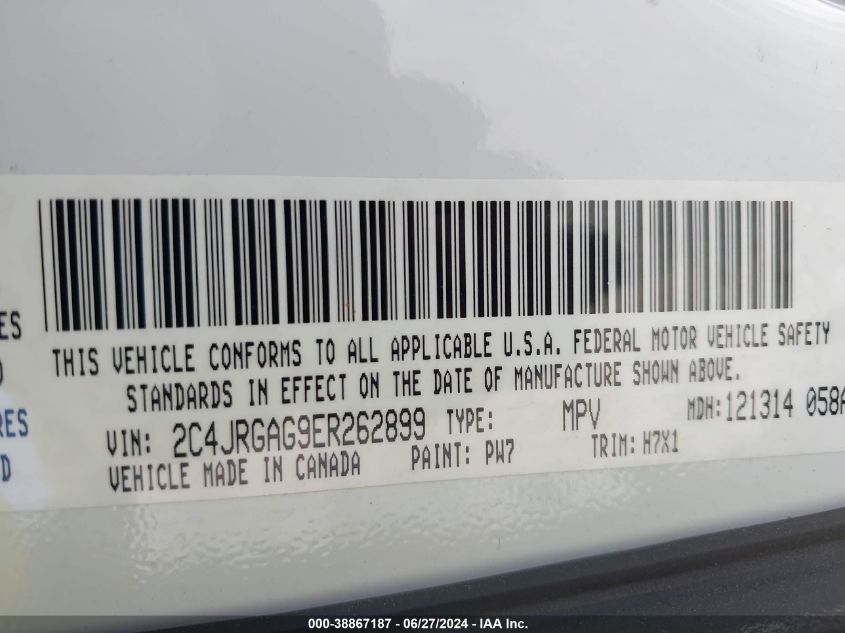 THIS VEHICLE CONFORMS TO ALL APPLICABLE U.S.A. FEDERAL MOTOR VEHICLE SAFETY
STANDARDS IN EFFECT ON THE DATE OF MANUFACTURE SHOWN ABOVE.
VIN: 2C4JRGAG9ER262899 TYPE: MPV MDH: 121314 058A
VEHICLE MADE IN CANADA PAINT: PW7 TRIM: H7X1
ES
RES
D
000-38867187 - 06/27/2024 - IAA Inc.